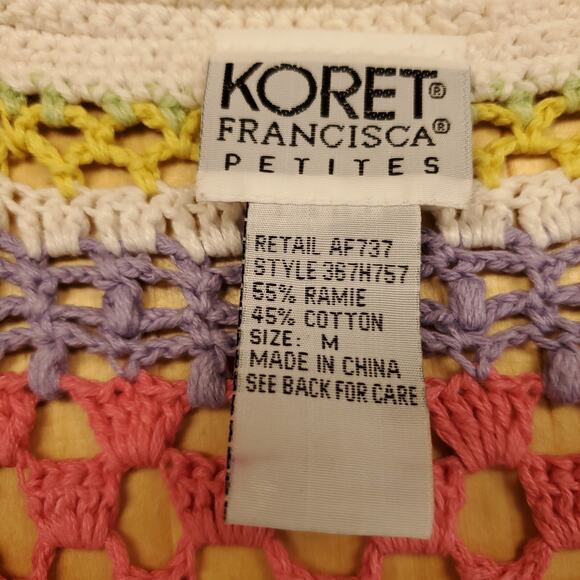 KORET®
FRANCISCA®
PETITES
RETAIL AF737
STYLE 367H757
55% RAMIE
45% COTTON
SIZE: M
MADE IN CHINA
SEE BACK FOR CARE